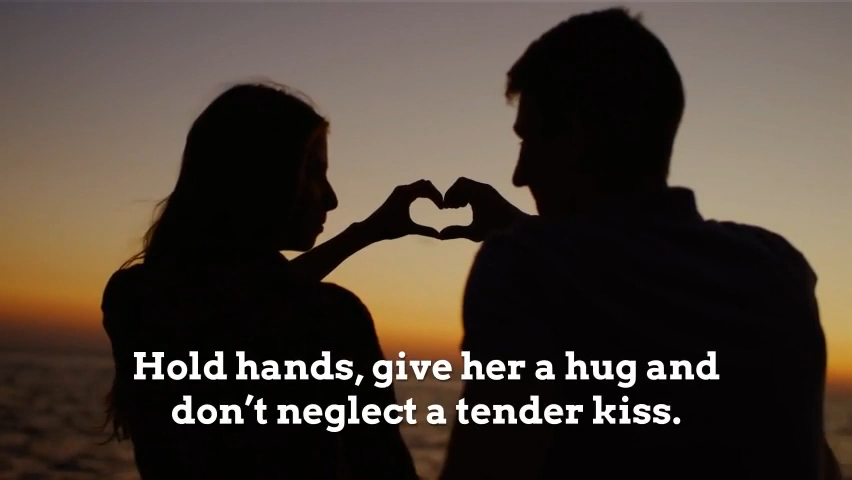 Hold hands, give her a hug and
don’t neglect a tender kiss.